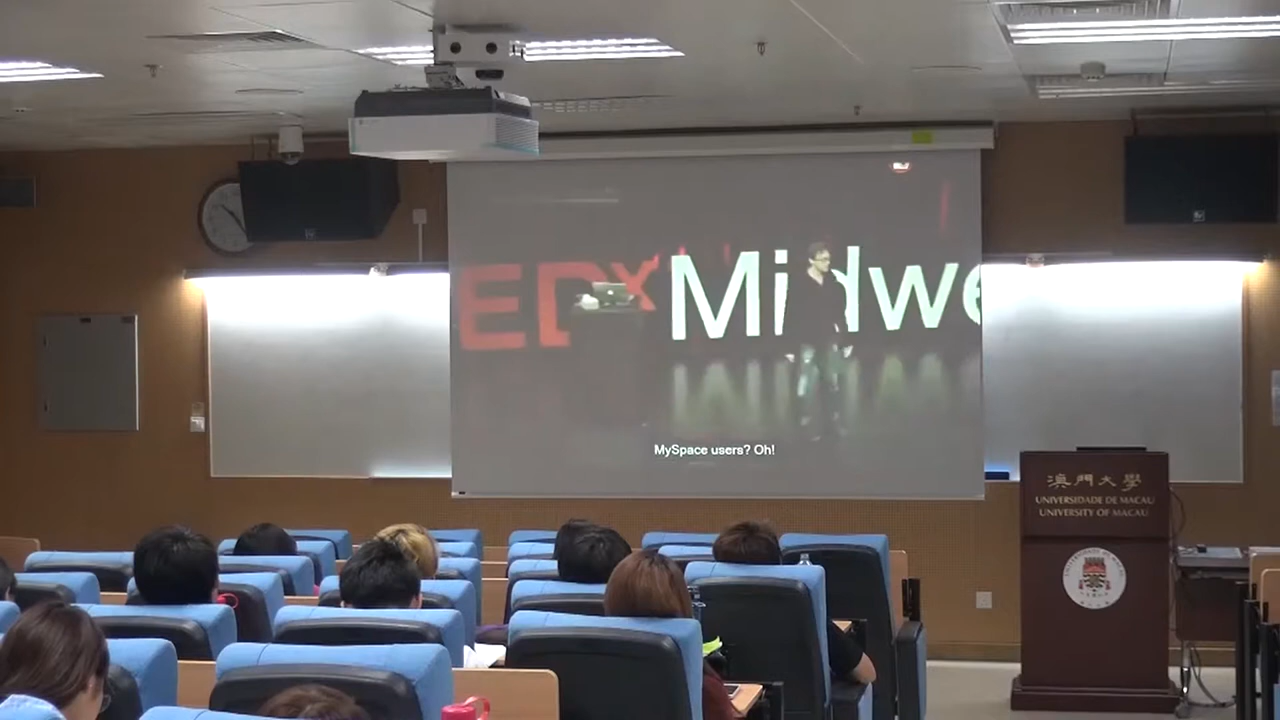 EDx Midwe
MySpace users? Oh!
澳門大學
UNIVERSIDADE DE MACAU
UNIVERSITY OF MACAU